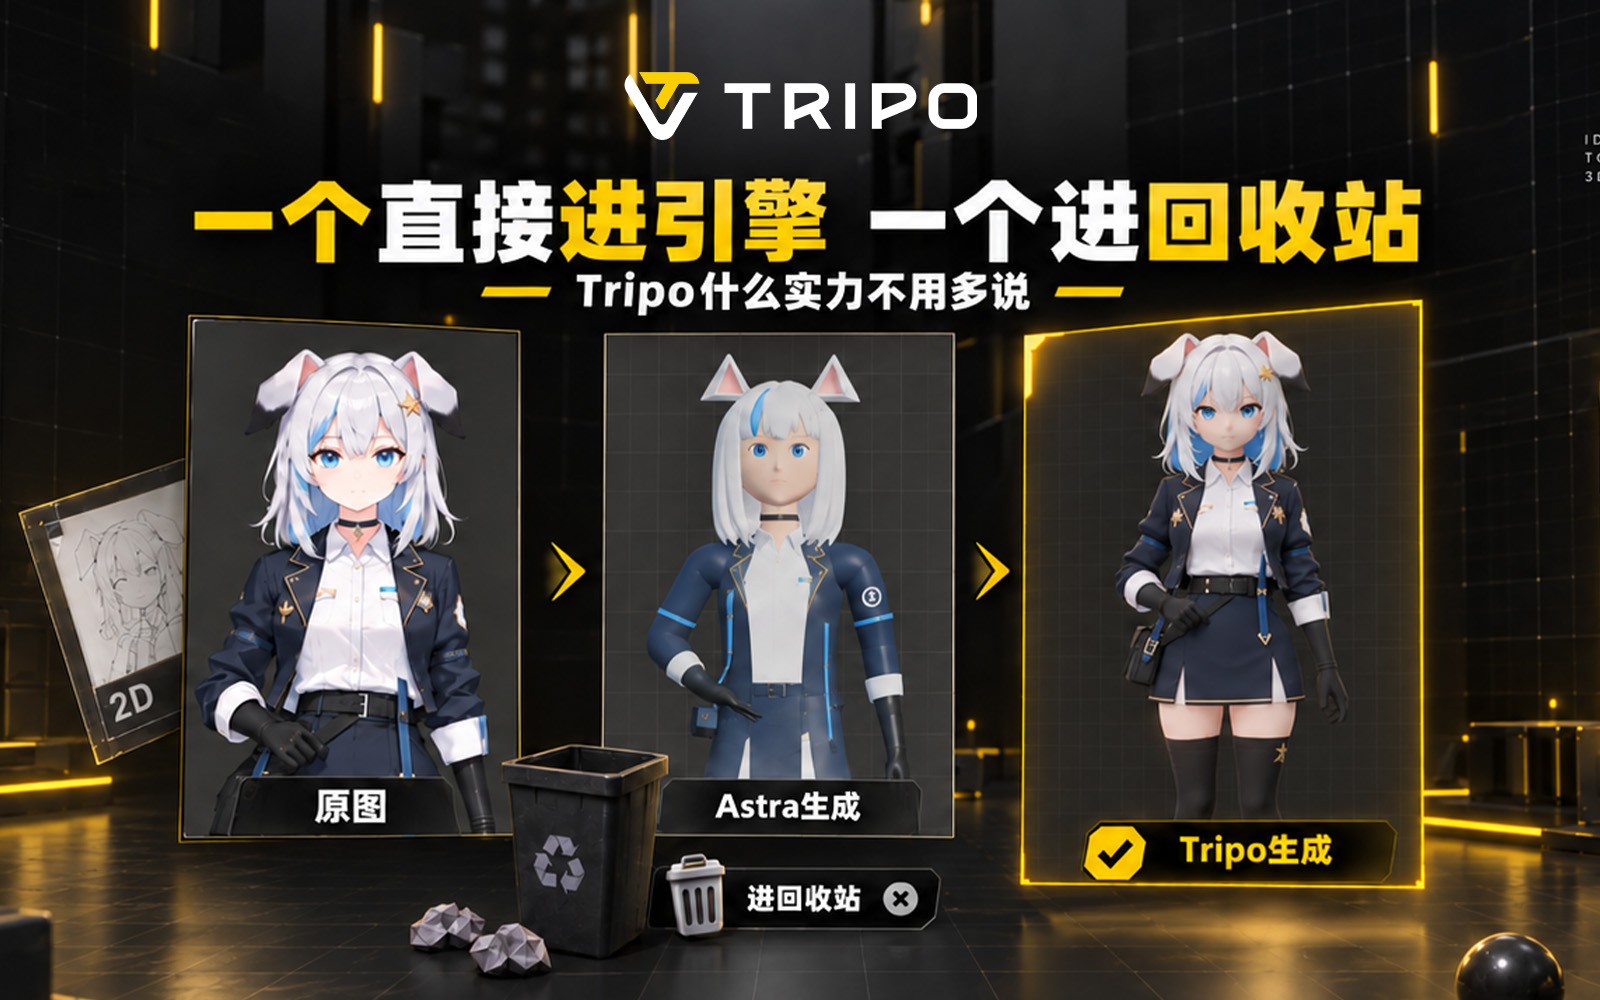 TRIPO
一个直接进引擎 一个进回收站
Tripo什么实力不用多说
2D
原图
Astra生成
Tripo生成
进回收站